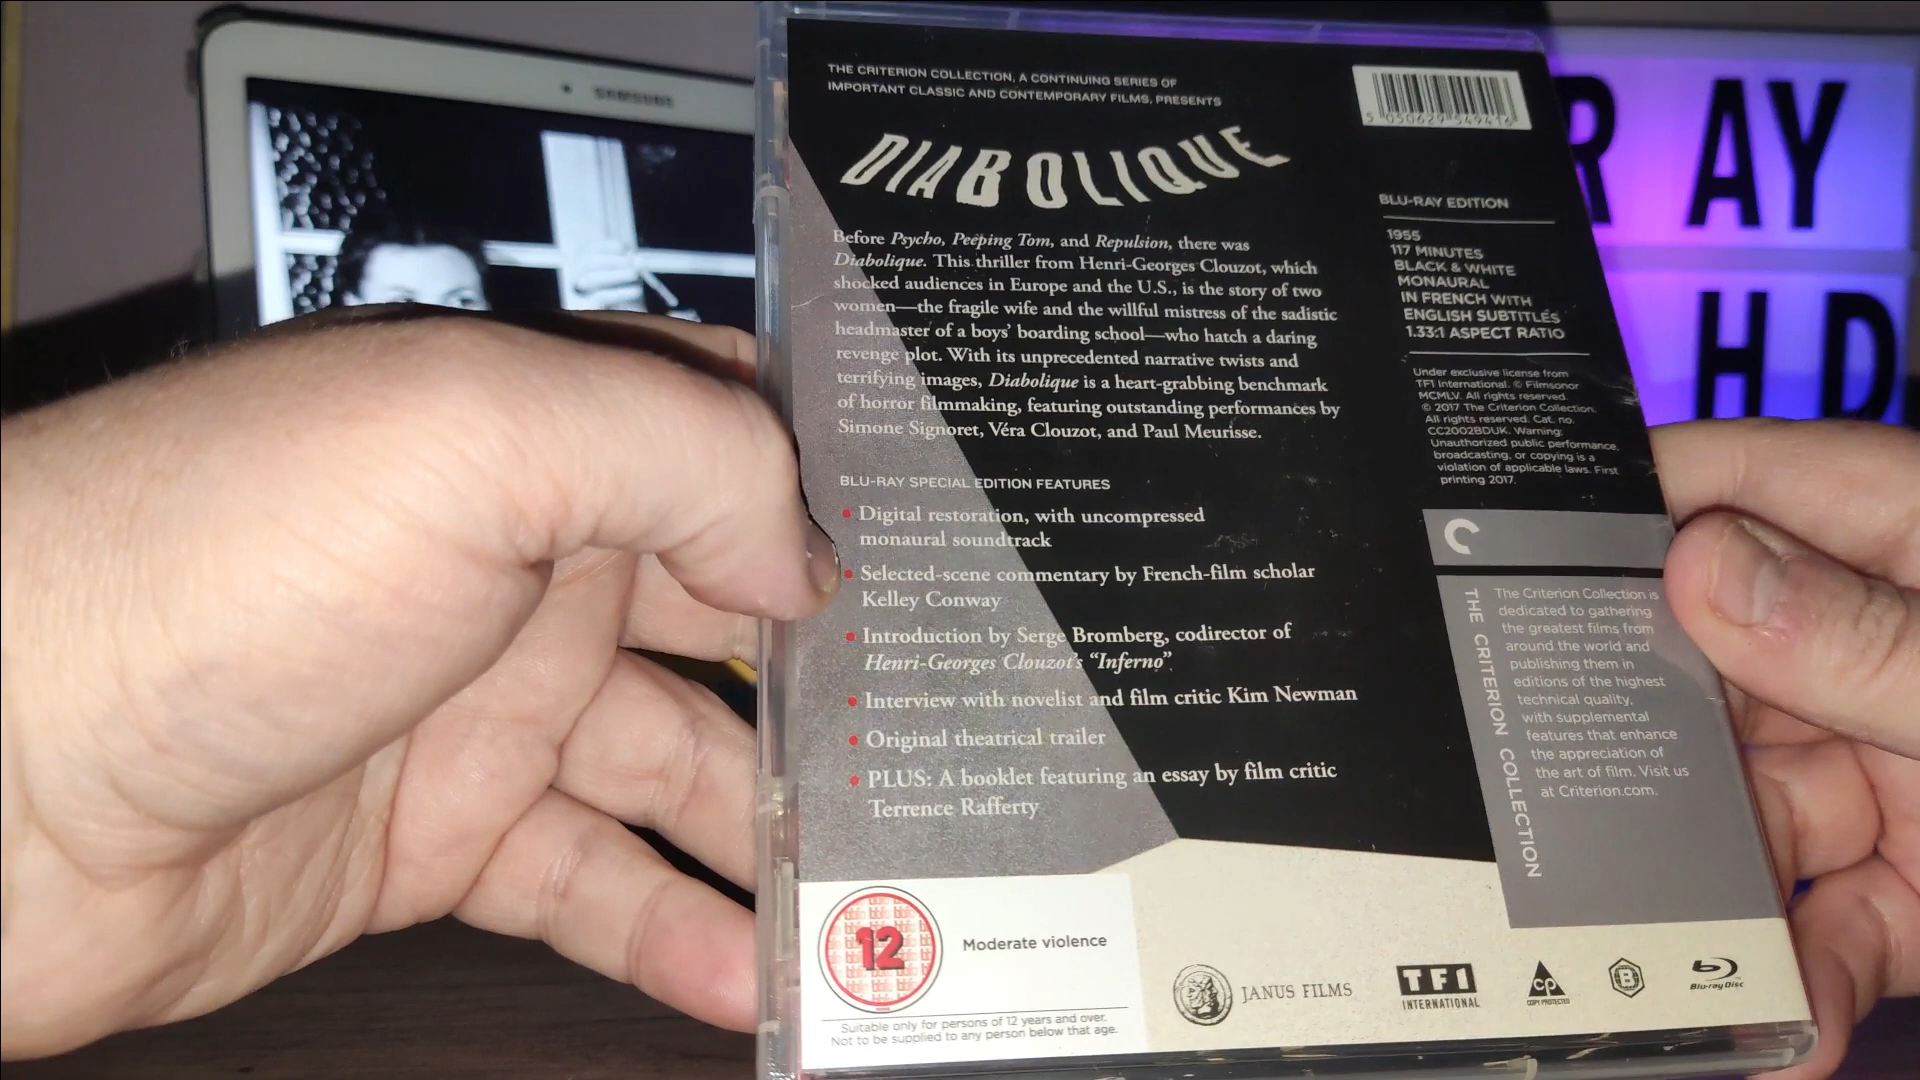 SAMSUNG
THE CRITERION COLLECTION, A CONTINUING SERIES OF
IMPORTANT CLASSIC AND CONTEMPORARY FILMS, PRESENTS
DIABOLIQUE
Before Psycho, Peeping Tom, and Repulsion, there was
Diabolique. This thriller from Henri-Georges Clouzot, which
shocked audiences in Europe and the U.S., is the story of two
women—the fragile wife and the willful mistress of the sadistic
headmaster of a boys’ boarding school—who hatch a daring
revenge plot. With its unprecedented narrative twists and
terrifying images, Diabolique is a heart-grabbing benchmark
of horror filmmaking, featuring outstanding performances by
Simone Signoret, Véra Clouzot, and Paul Meurisse.
BLU-RAY SPECIAL EDITION FEATURES
• Digital restoration, with uncompressed
monaural soundtrack
• Selected-scene commentary by French-film scholar
Kelley Conway
• Introduction by Serge Bromberg, codirector of
Henri-Georges Clouzot’s “Inferno”
• Interview with novelist and film critic Kim Newman
• Original theatrical trailer
• PLUS: A booklet featuring an essay by film critic
Terrence Rafferty
5 050629 549416
BLU-RAY EDITION
1955
117 MINUTES
BLACK & WHITE
MONAURAL
IN FRENCH WITH
ENGLISH SUBTITLES
1.33:1 ASPECT RATIO
Under exclusive license from
TF1 International. © Filmsonor
MCMLV. All rights reserved.
© 2017 The Criterion Collection.
All rights reserved. Cat. no.
CC2002BDUK. Warning:
Unauthorized public performance,
broadcasting, or copying is a
violation of applicable laws. First
printing 2017.
THE CRITERION COLLECTION
The Criterion Collection is
dedicated to gathering
the greatest films from
around the world and
publishing them in
editions of the highest
technical quality,
with supplemental
features that enhance
the appreciation of
the art of film. Visit us
at Criterion.com.
12
Moderate violence
Suitable only for persons of 12 years and over.
Not to be supplied to any person below that age.
JANUS FILMS
TF1
INTERNATIONAL
CP
COPY PROTECTED
B
Blu-ray Disc
R AY
H D